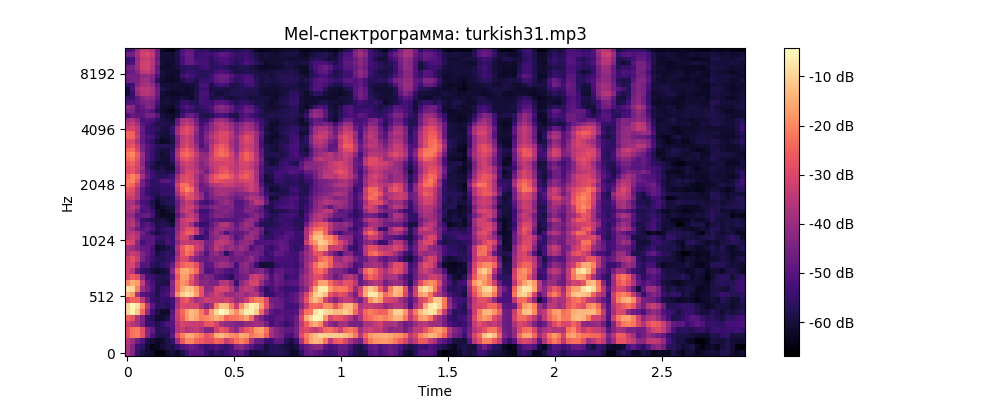 Mel-спектрограмма: turkish31.mp3
Hz
8192
4096
2048
1024
512
0
0 0.5 1 1.5 2 2.5
Time
-10 dB
-20 dB
-30 dB
-40 dB
-50 dB
-60 dB